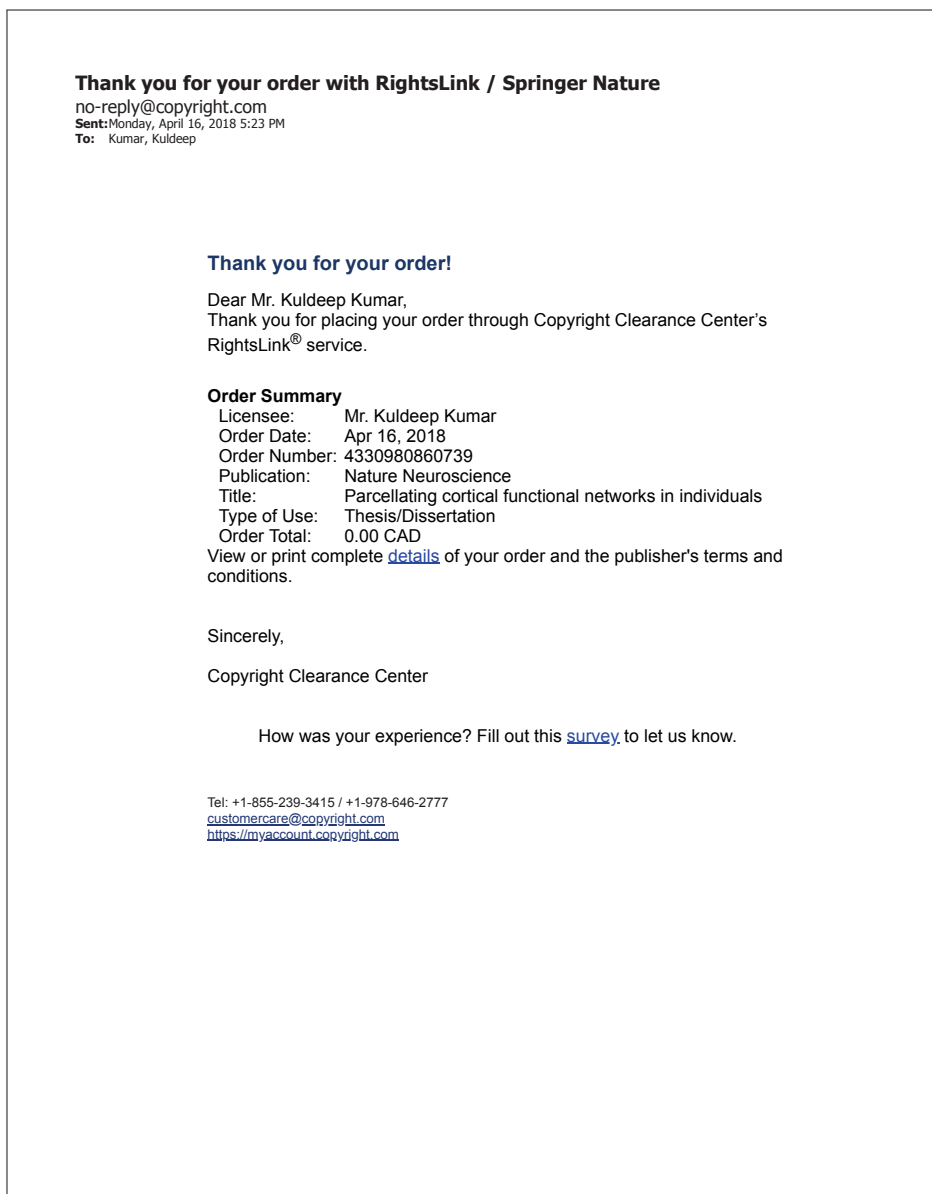 Thank you for your order with RightsLink / Springer Nature
no-reply@copyright.com
Sent:Monday, April 16, 2018 5:23 PM
To: Kumar, Kuldeep
Thank you for your order!
Dear Mr. Kuldeep Kumar,
Thank you for placing your order through Copyright Clearance Center’s
RightsLink® service.
Order Summary
Licensee: Mr. Kuldeep Kumar
Order Date: Apr 16, 2018
Order Number: 4330980860739
Publication: Nature Neuroscience
Title: Parcellating cortical functional networks in individuals
Type of Use: Thesis/Dissertation
Order Total: 0.00 CAD
View or print complete details of your order and the publisher's terms and
conditions.
Sincerely,
Copyright Clearance Center
How was your experience? Fill out this survey to let us know.
Tel: +1-855-239-3415 / +1-978-646-2777
customercare@copyright.com
https://myaccount.copyright.com